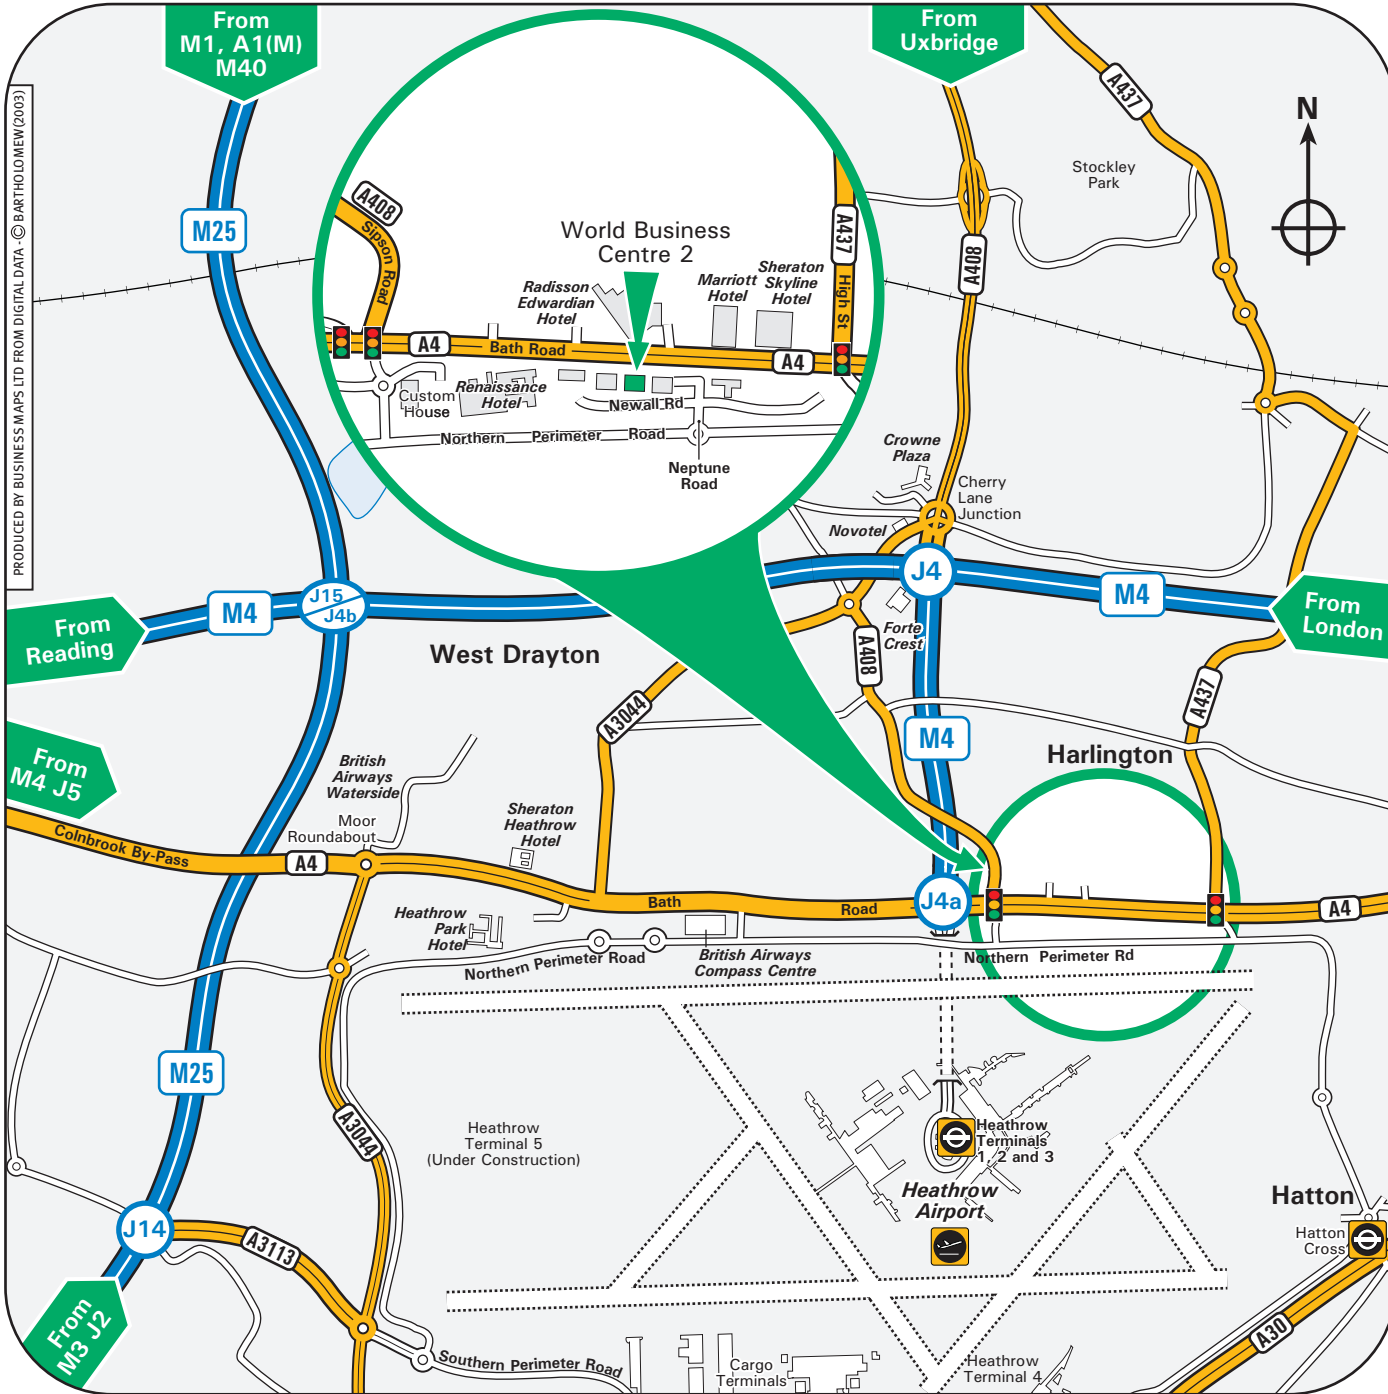 From
M1, A1(M)
M40
From
Uxbridge
A437
N
Stockley
Park
PRODUCED BY BUSINESS MAPS LTD FROM DIGITAL DATA - © BARTHOLOMEW (2003)
M25
A408
Sipson Road
World Business
Centre 2
A437
High St
A408
Radisson
Edwardian
Hotel
Marriott
Hotel
Sheraton
Skyline
Hotel
A4
Bath Road
A4
Custom
House
Renaissance
Hotel
Newall Rd
Northern Perimeter Road
Neptune
Road
Crowne
Plaza
Cherry
Lane
Junction
Novotel
J4
M4
From
London
J15
J4b
M4
From
Reading
West Drayton
Forte
Crest
A408
A3044
A437
M4
Harlington
From
M4 J5
British
Airways
Waterside
Moor
Roundabout
Sheraton
Heathrow
Hotel
Colnbrook By-Pass
A4
Bath
Road
J4a
A4
Heathrow
Park
Hotel
Northern Perimeter Road
British Airways
Compass Centre
Northern Perimeter Rd
M25
A3044
Heathrow
Terminal 5
(Under Construction)
Heathrow
Terminals
1, 2 and 3
Heathrow
Airport
Hatton
Hatton
Cross
J14
A3113
From
M3 J2
Southern Perimeter Road
Cargo
Terminals
Heathrow
Terminal 4
A30